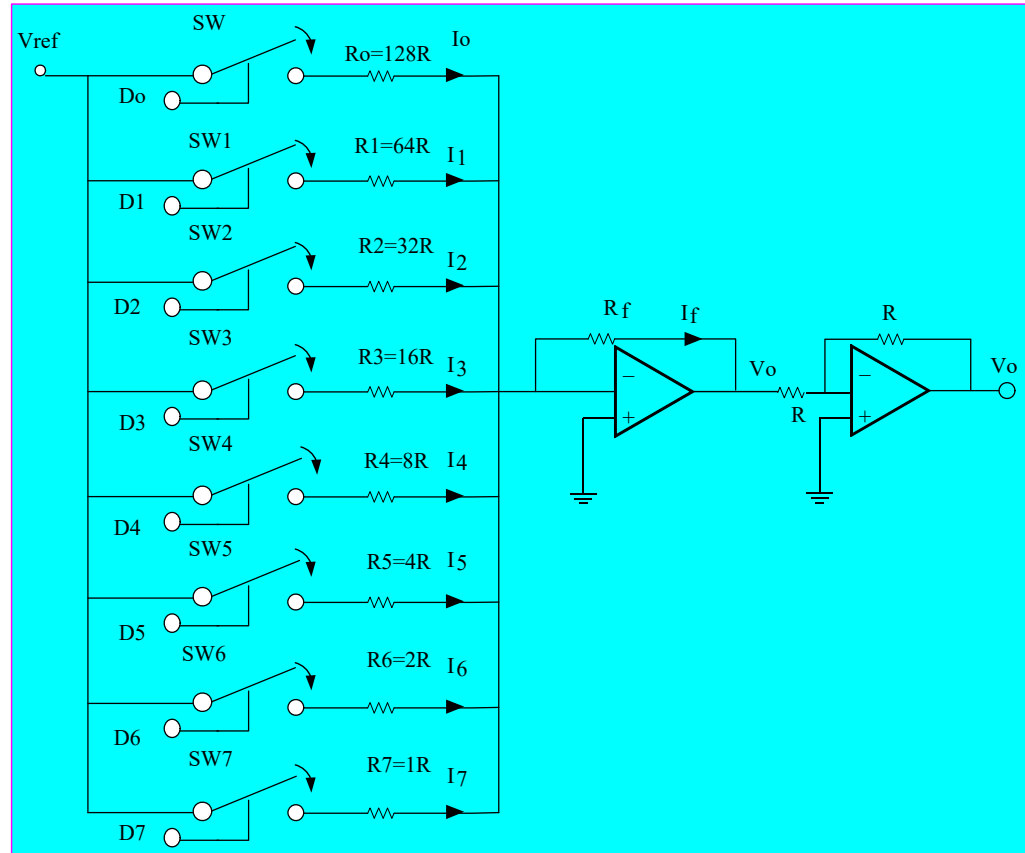 SW
Vref
Ro=128R
Io
Do
SW1
R1=64R
I1
D1
SW2
R2=32R
I2
D2
SW3
R3=16R
I3
D3
SW4
R4=8R
I4
D4
SW5
R5=4R
I5
D5
SW6
R6=2R
I6
D6
SW7
R7=1R
I7
D7
Rf
If
−
+
Vo
R
R
−
+
Vo